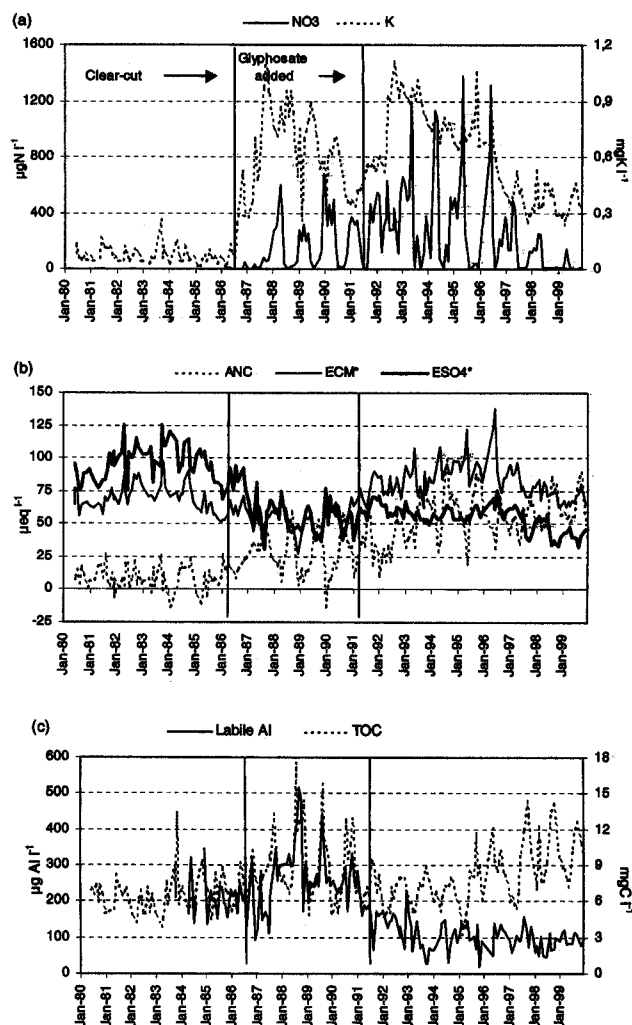 (a)
NO3 K
1600 1,2
Clear-cut Glyphosate added
1200 0,9
800 0,6
400 0,3
0 0
µgN l⁻¹
mgK l⁻¹
Jan-80 Jan-81 Jan-82 Jan-83 Jan-84 Jan-85 Jan-86 Jan-87 Jan-88 Jan-89 Jan-90 Jan-91 Jan-92 Jan-93 Jan-94 Jan-95 Jan-96 Jan-97 Jan-98 Jan-99
(b)
ANC ECM* ESO4*
150
125
100
75
50
25
0
-25
µeq l⁻¹
Jan-80 Jan-81 Jan-82 Jan-83 Jan-84 Jan-85 Jan-86 Jan-87 Jan-88 Jan-89 Jan-90 Jan-91 Jan-92 Jan-93 Jan-94 Jan-95 Jan-96 Jan-97 Jan-98 Jan-99
(c)
Labile Al TOC
600 18
500 15
400 12
300 9
200 6
100 3
0 0
µg Al l⁻¹
mgC l⁻¹
Jan-80 Jan-81 Jan-82 Jan-83 Jan-84 Jan-85 Jan-86 Jan-87 Jan-88 Jan-89 Jan-90 Jan-91 Jan-92 Jan-93 Jan-94 Jan-95 Jan-96 Jan-97 Jan-98 Jan-99